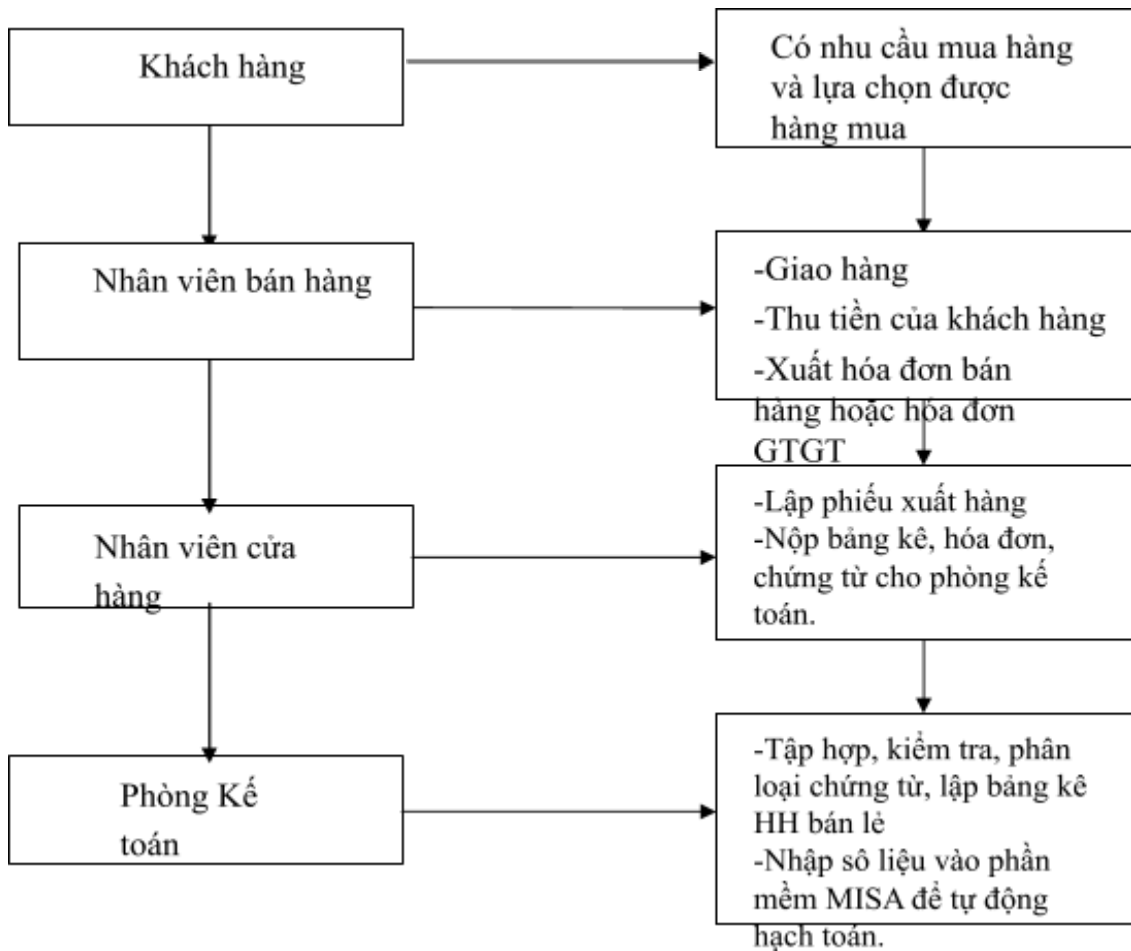 Khách hàng
Có nhu cầu mua hàng
và lựa chọn được
hàng mua
Nhân viên bán hàng
-Giao hàng
-Thu tiền của khách hàng
-Xuất hóa đơn bán
hàng hoặc hóa đơn
GTGT
Nhân viên cửa
hàng
-Lập phiếu xuất hàng
-Nộp bảng kê, hóa đơn,
chứng từ cho phòng kế
toán.
Phòng Kế
toán
-Tập hợp, kiểm tra, phân
loại chứng từ, lập bảng kê
HH bán lẻ
-Nhập sô liệu vào phần
mềm MISA để tự động
hạch toán.